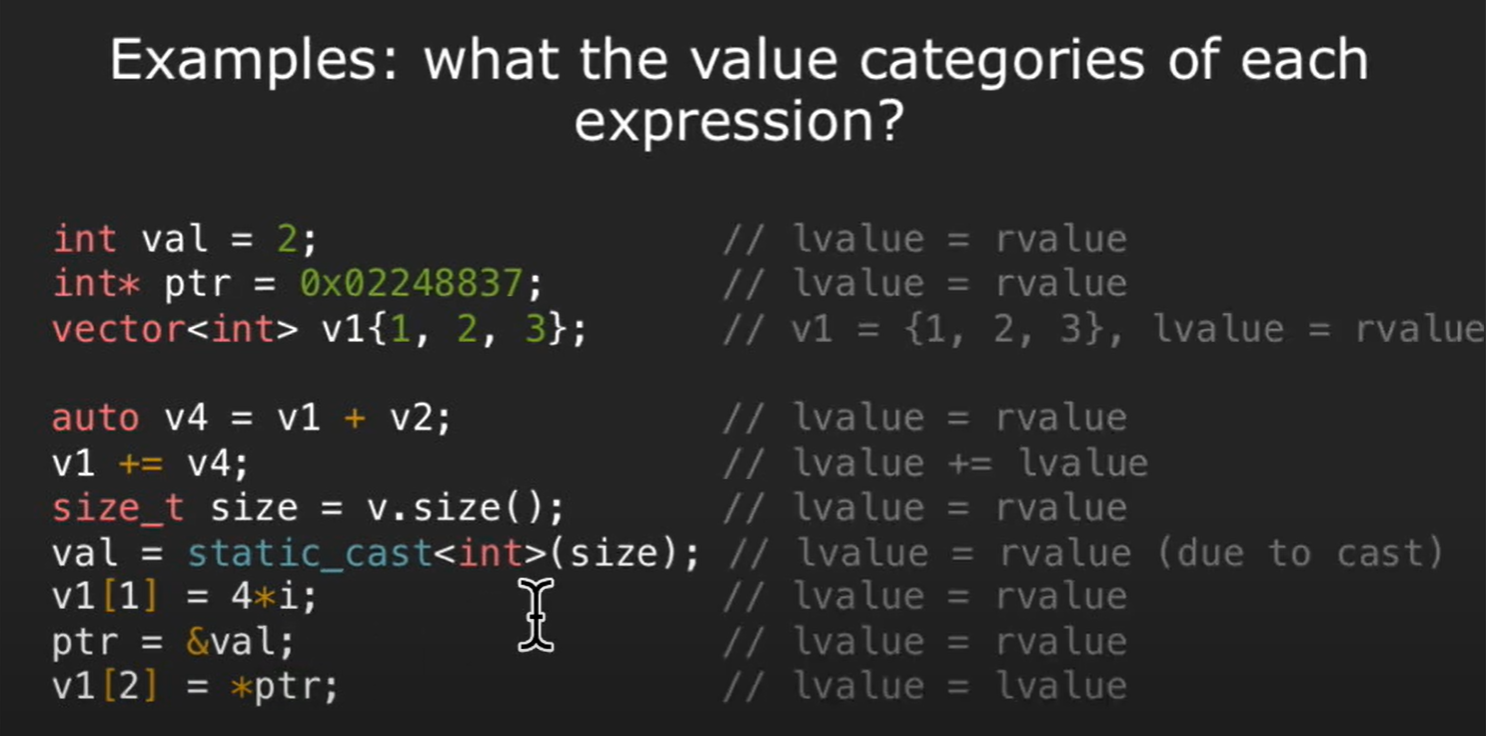 Examples: what the value categories of each
expression?
int val = 2; // lvalue = rvalue
int* ptr = 0x02248837; // lvalue = rvalue
vector<int> v1{1, 2, 3}; // v1 = {1, 2, 3}, lvalue = rvalue
auto v4 = v1 + v2; // lvalue = rvalue
v1 += v4; // lvalue += lvalue
size_t size = v.size(); // lvalue = rvalue
val = static_cast<int>(size); // lvalue = rvalue (due to cast)
v1[1] = 4*i; // lvalue = rvalue
ptr = &val; // lvalue = rvalue
v1[2] = *ptr; // lvalue = lvalue